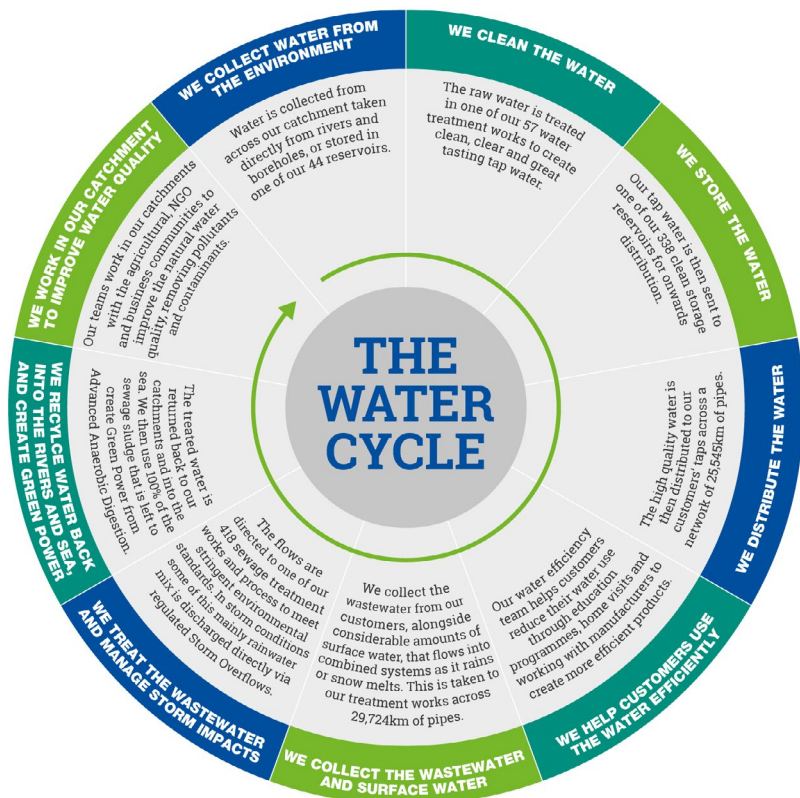 THE
WATER
CYCLE
WE COLLECT WATER FROM
THE ENVIRONMENT
Water is collected from
across our catchment taken
directly from rivers and
boreholes, or stored in
one of our 44 reservoirs.
WE CLEAN THE WATER
The raw water is treated
in one of our 57 water
treatment works to create
clean, clear and great
tasting tap water.
WE STORE THE WATER
Our tap water is then sent to
one of our 338 clean storage
reservoirs for onwards
distribution.
WE DISTRIBUTE THE WATER
The high quality water is
then distributed to our
customers' taps across a
network of 25,545km of pipes.
WE HELP CUSTOMERS USE
THE WATER EFFICIENTLY
Our water efficiency
team helps customers
reduce their water use
through education
programmes, home visits and
working with manufacturers to
create more efficient products.
WE COLLECT THE WASTEWATER
AND SURFACE WATER
We collect the
wastewater from our
customers, alongside
considerable amounts of
surface water, that flows into
combined systems as it rains
or snow melts. This is taken to
our treatment works across
29,724km of pipes.
WE TREAT THE WASTEWATER
AND MANAGE STORM IMPACTS
The flows are
directed to one of our
418 sewage treatment
works and process to meet
stringent environmental
standards. In storm conditions
some of this mainly rainwater
mix is discharged directly via
regulated Storm Overflows.
WE RECYLCE WATER BACK
INTO THE RIVERS AND SEA,
AND CREATE GREEN POWER
The treated water is
returned back to our
catchments and into the
sea. We then use 100% of the
sewage sludge that is left to
create Green Power from
Advanced Anaerobic Digestion.
WE WORK IN OUR CATCHMENT
TO IMPROVE WATER QUALITY
Our teams work in our catchments
with the agricultural, NGO
and business communities to
improve the natural water
quality, removing pollutants
and contaminants.